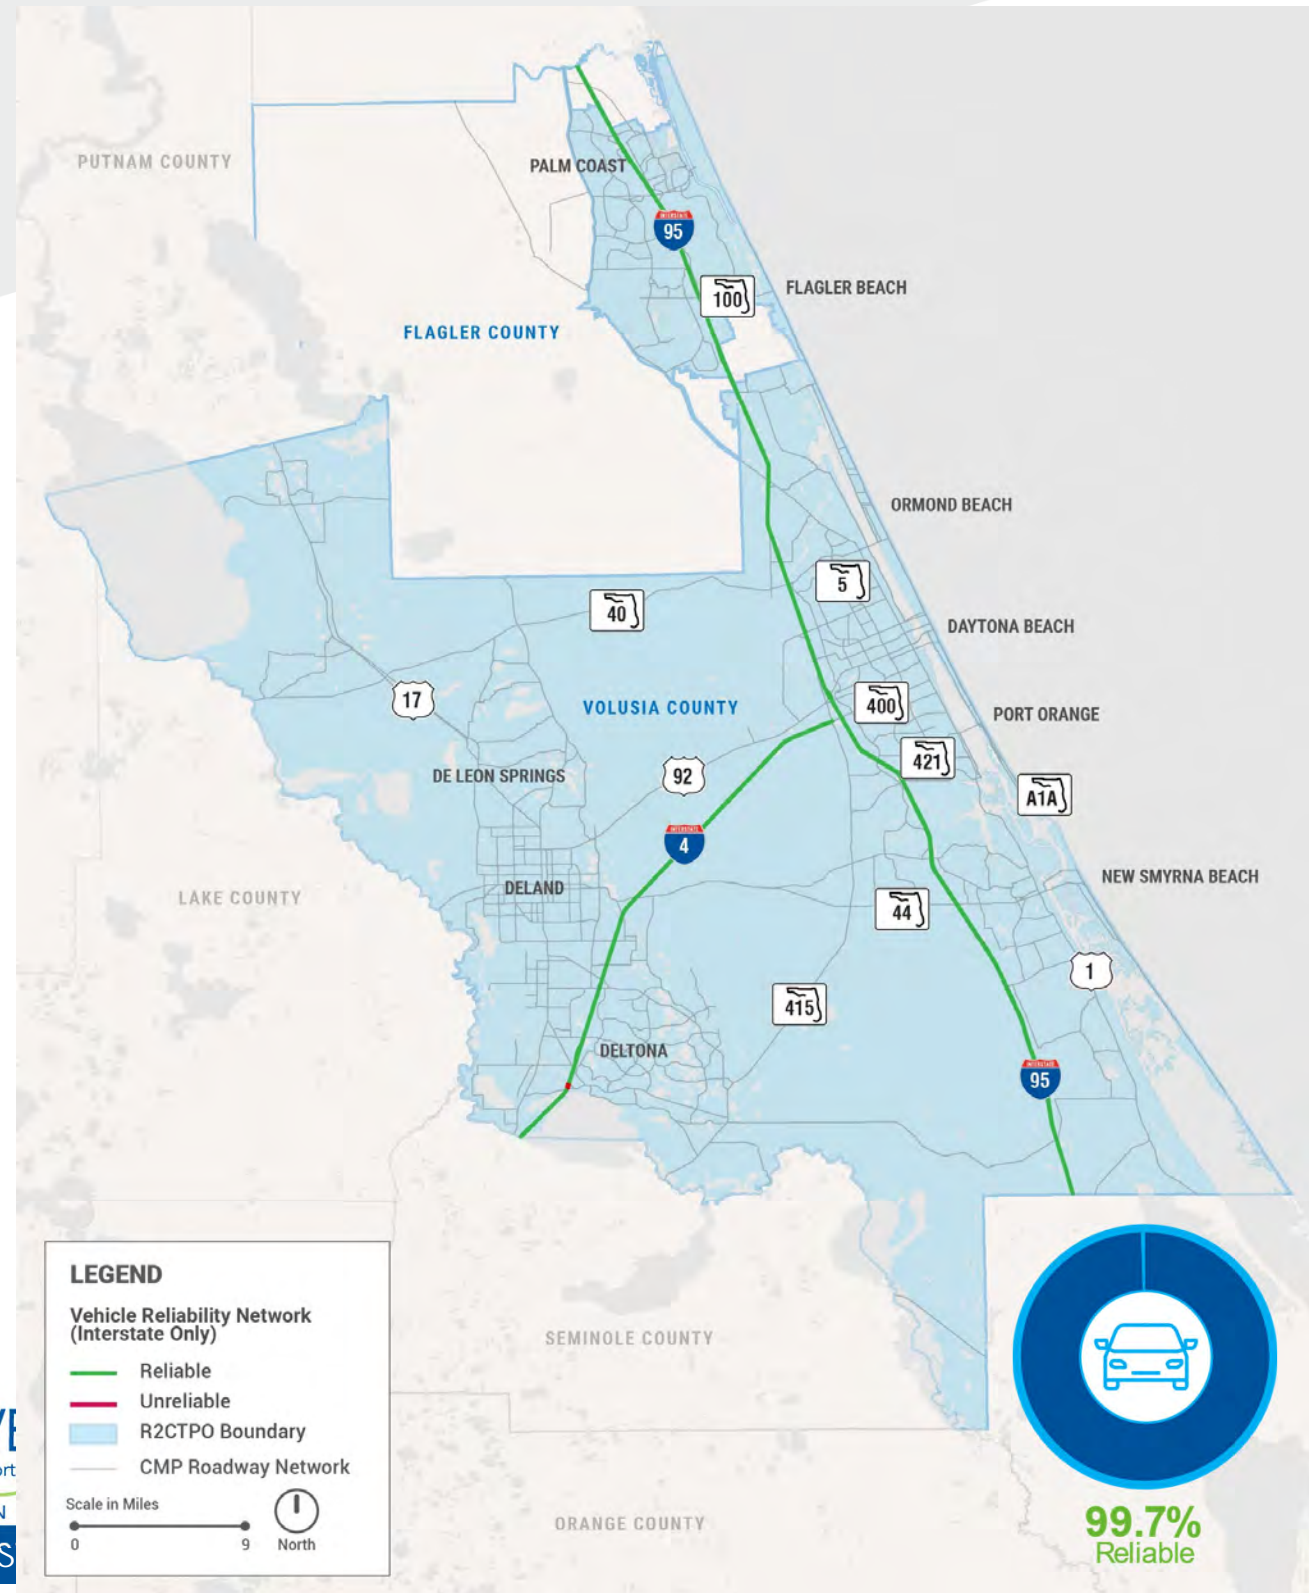 PUTNAM COUNTY
PALM COAST
INTERSTATE
95
100
FLAGLER BEACH
FLAGLER COUNTY
ORMOND BEACH
5
40
DAYTONA BEACH
17
VOLUSIA COUNTY
400
PORT ORANGE
DE LEON SPRINGS
92
421
A1A
INTERSTATE
4
LAKE COUNTY
DELAND
NEW SMYRNA BEACH
44
1
415
DELTONA
INTERSTATE
95
LEGEND
Vehicle Reliability Network
(Interstate Only)
Reliable
Unreliable
R2CTPO Boundary
CMP Roadway Network
Scale in Miles
0 9 North
SEMINOLE COUNTY
ORANGE COUNTY
99.7%
Reliable